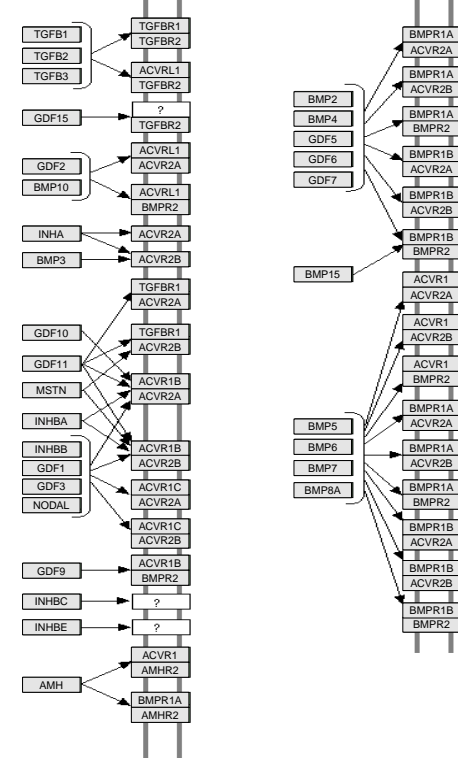 TGFB1
TGFB2
TGFB3
TGFBR1
TGFBR2
ACVRL1
TGFBR2
GDF15
?
TGFBR2
GDF2
BMP10
ACVRL1
ACVR2A
ACVRL1
BMPR2
INHA
ACVR2A
BMP3
ACVR2B
TGFBR1
ACVR2A
GDF10
TGFBR1
ACVR2B
GDF11
MSTN
ACVR1B
ACVR2A
INHBA
INHBB
GDF1
GDF3
NODAL
ACVR1B
ACVR2B
ACVR1C
ACVR2A
ACVR1C
ACVR2B
GDF9
ACVR1B
BMPR2
INHBC
?
INHBE
?
AMH
ACVR1
AMHR2
BMPR1A
AMHR2
BMP2
BMP4
GDF5
GDF6
GDF7
BMPR1A
ACVR2A
BMPR1A
ACVR2B
BMPR1A
BMPR2
BMPR1B
ACVR2A
BMPR1B
ACVR2B
BMPR1B
BMPR2
BMP15
ACVR1
ACVR2A
ACVR1
ACVR2B
ACVR1
BMPR2
BMP5
BMP6
BMP7
BMP8A
BMPR1A
ACVR2A
BMPR1A
ACVR2B
BMPR1A
BMPR2
BMPR1B
ACVR2A
BMPR1B
ACVR2B
BMPR1B
BMPR2